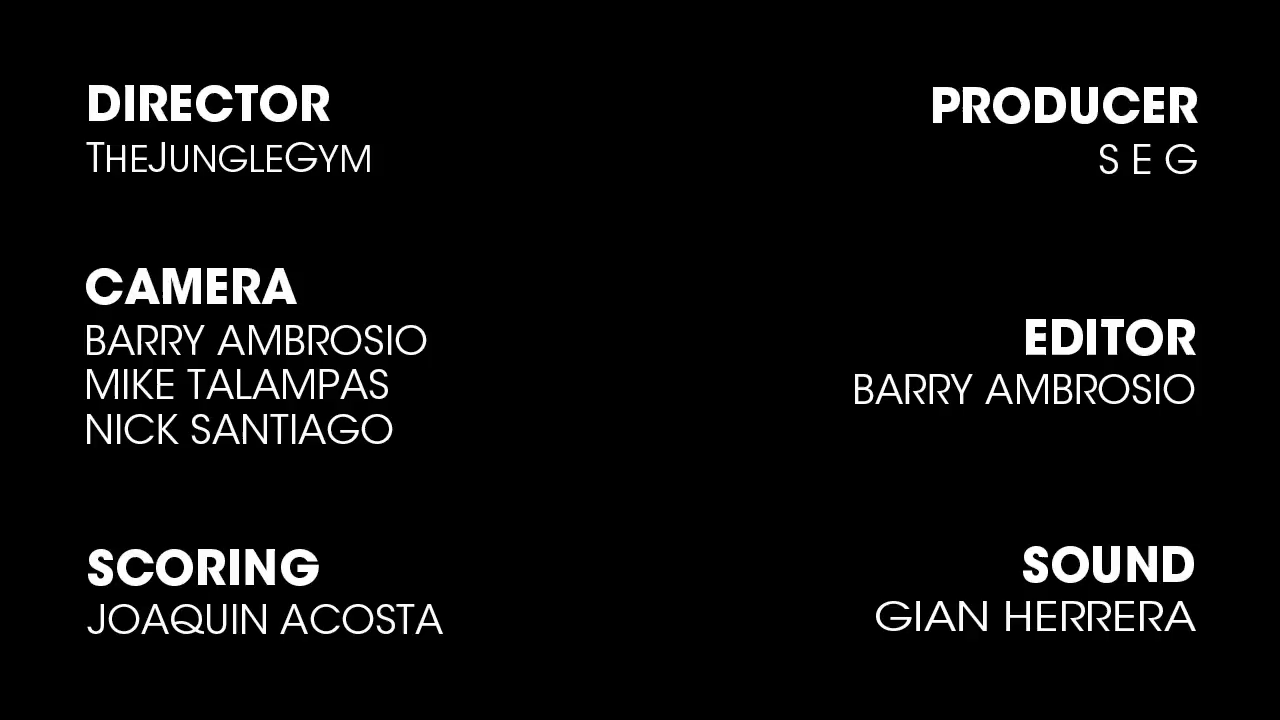 DIRECTOR
THEJUNGLEGYM
PRODUCER
S E G
CAMERA
BARRY AMBROSIO
MIKE TALAMPAS
NICK SANTIAGO
EDITOR
BARRY AMBROSIO
SCORING
JOAQUIN ACOSTA
SOUND
GIAN HERRERA